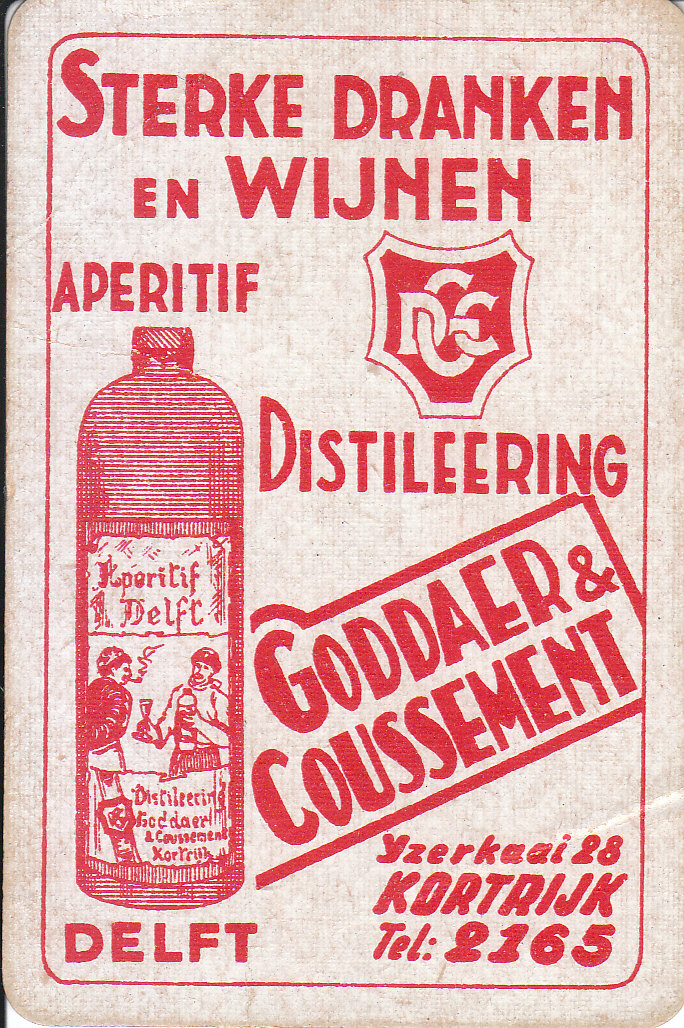 STERKE DRANKEN
EN WIJNEN
APERITIF
DISTILEERING
GODDAER &
COUSSEMENT
Aperitif
Delft
Distileering
Goddaer
& Coussement
Kortrijk
Yzerkaai 28
KORTRIJK
Tel: 2165
DELFT